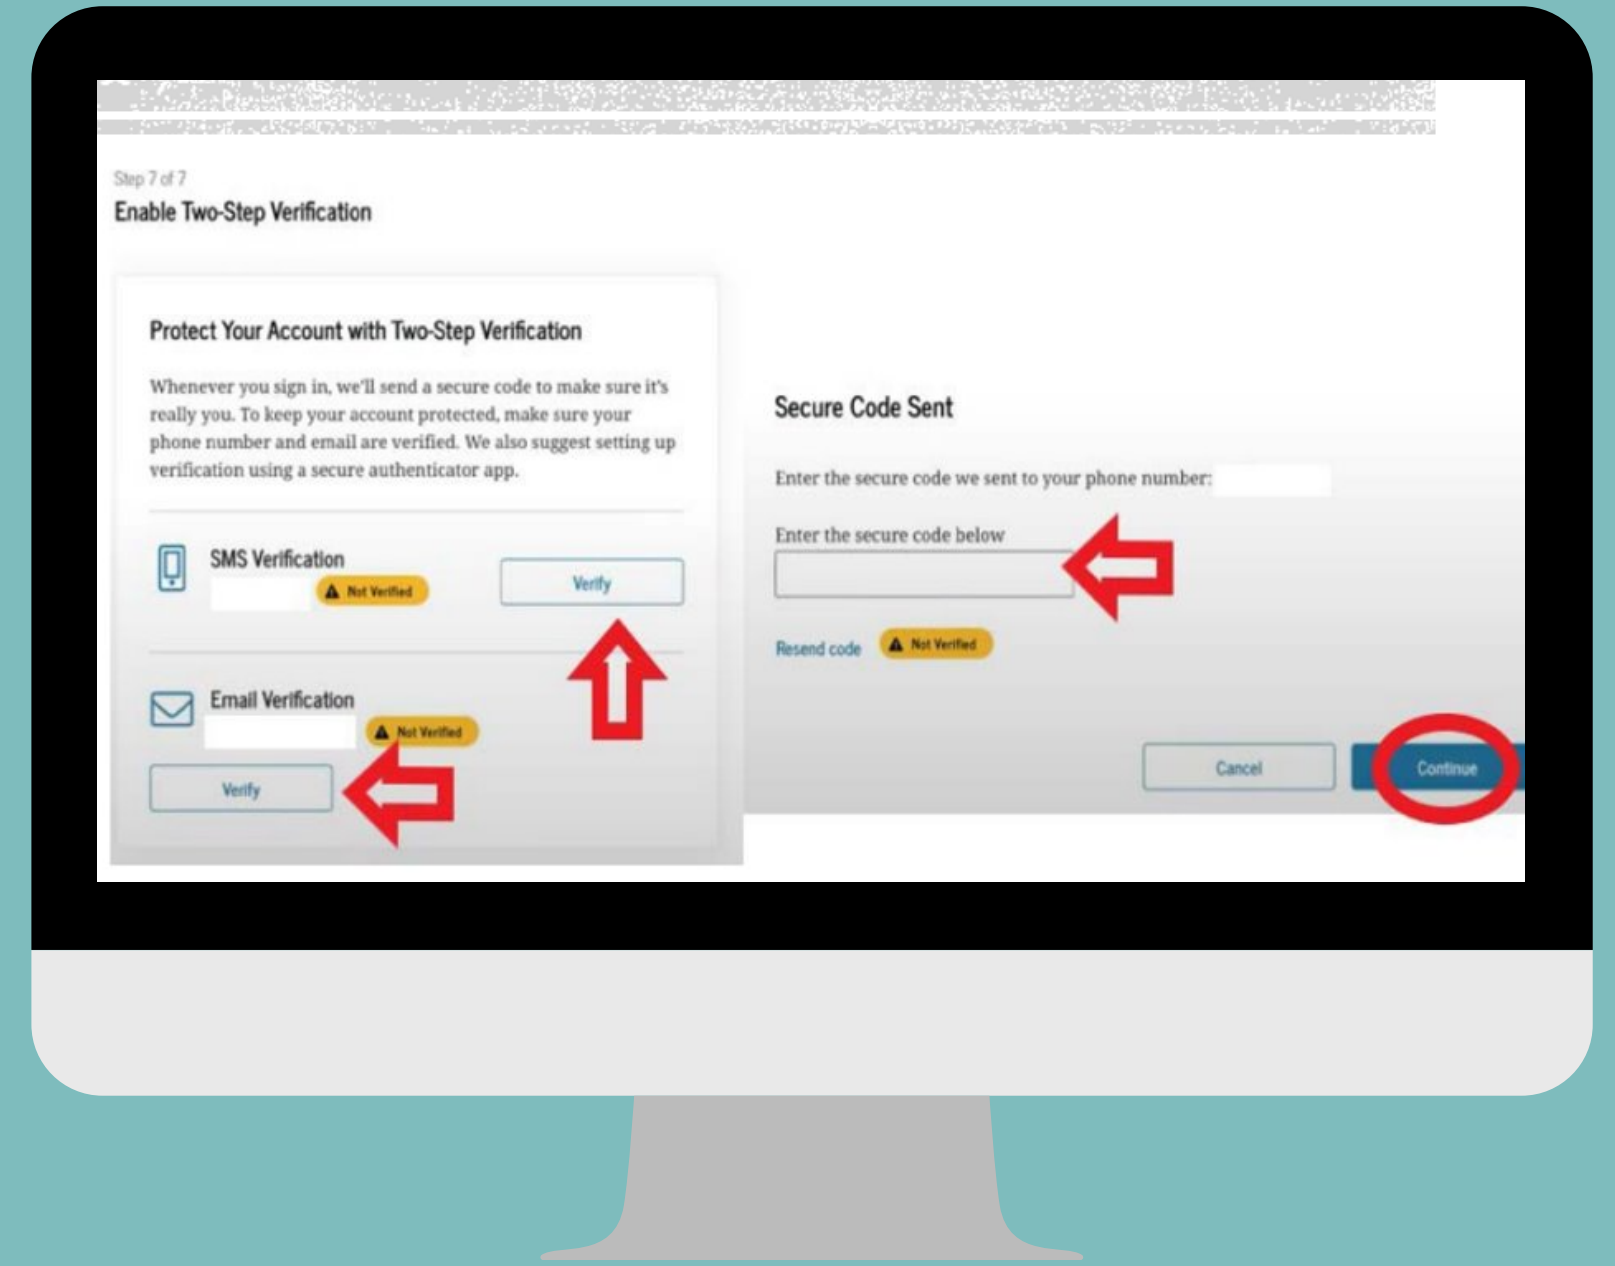 Step 7 of 7
Enable Two-Step Verification
Protect Your Account with Two-Step Verification
Whenever you sign in, we'll send a secure code to make sure it's
really you. To keep your account protected, make sure your
phone number and email are verified. We also suggest setting up
verification using a secure authenticator app.
SMS Verification
Not Verified
Verify
Email Verification
Not Verified
Verify
Secure Code Sent
Enter the secure code we sent to your phone number:
Enter the secure code below
Resend code
Not Verified
Cancel
Continue